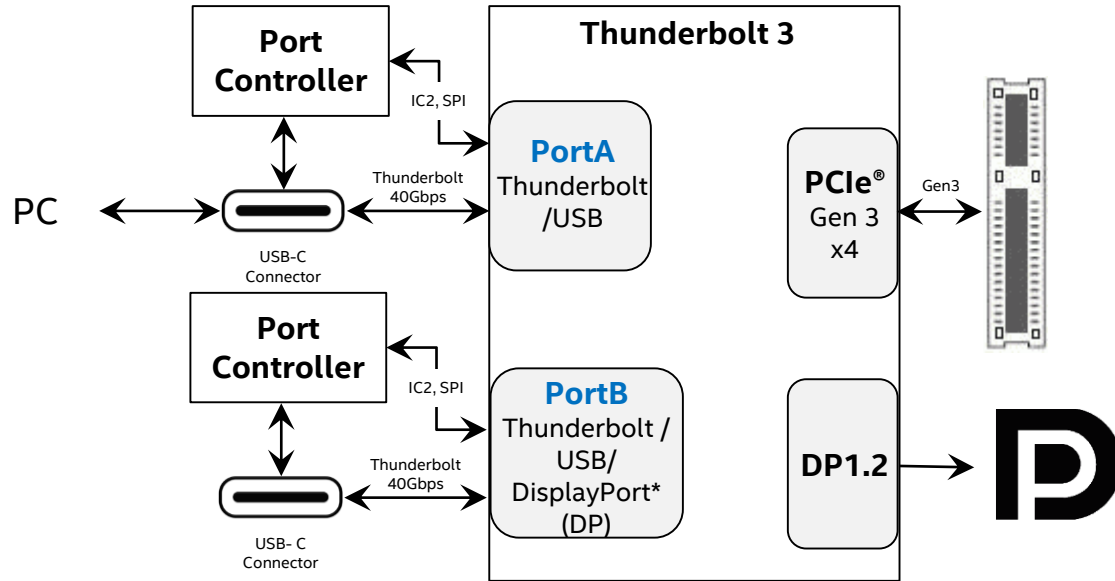 Thunderbolt 3
Port
Controller
IC2, SPI
PortA
Thunderbolt
/USB
PC
Thunderbolt
40Gbps
USB-C
Connector
PCIe®
Gen 3
x4
Gen3
Port
Controller
IC2, SPI
PortB
Thunderbolt /
USB/
DisplayPort*
(DP)
Thunderbolt
40Gbps
USB- C
Connector
DP1.2